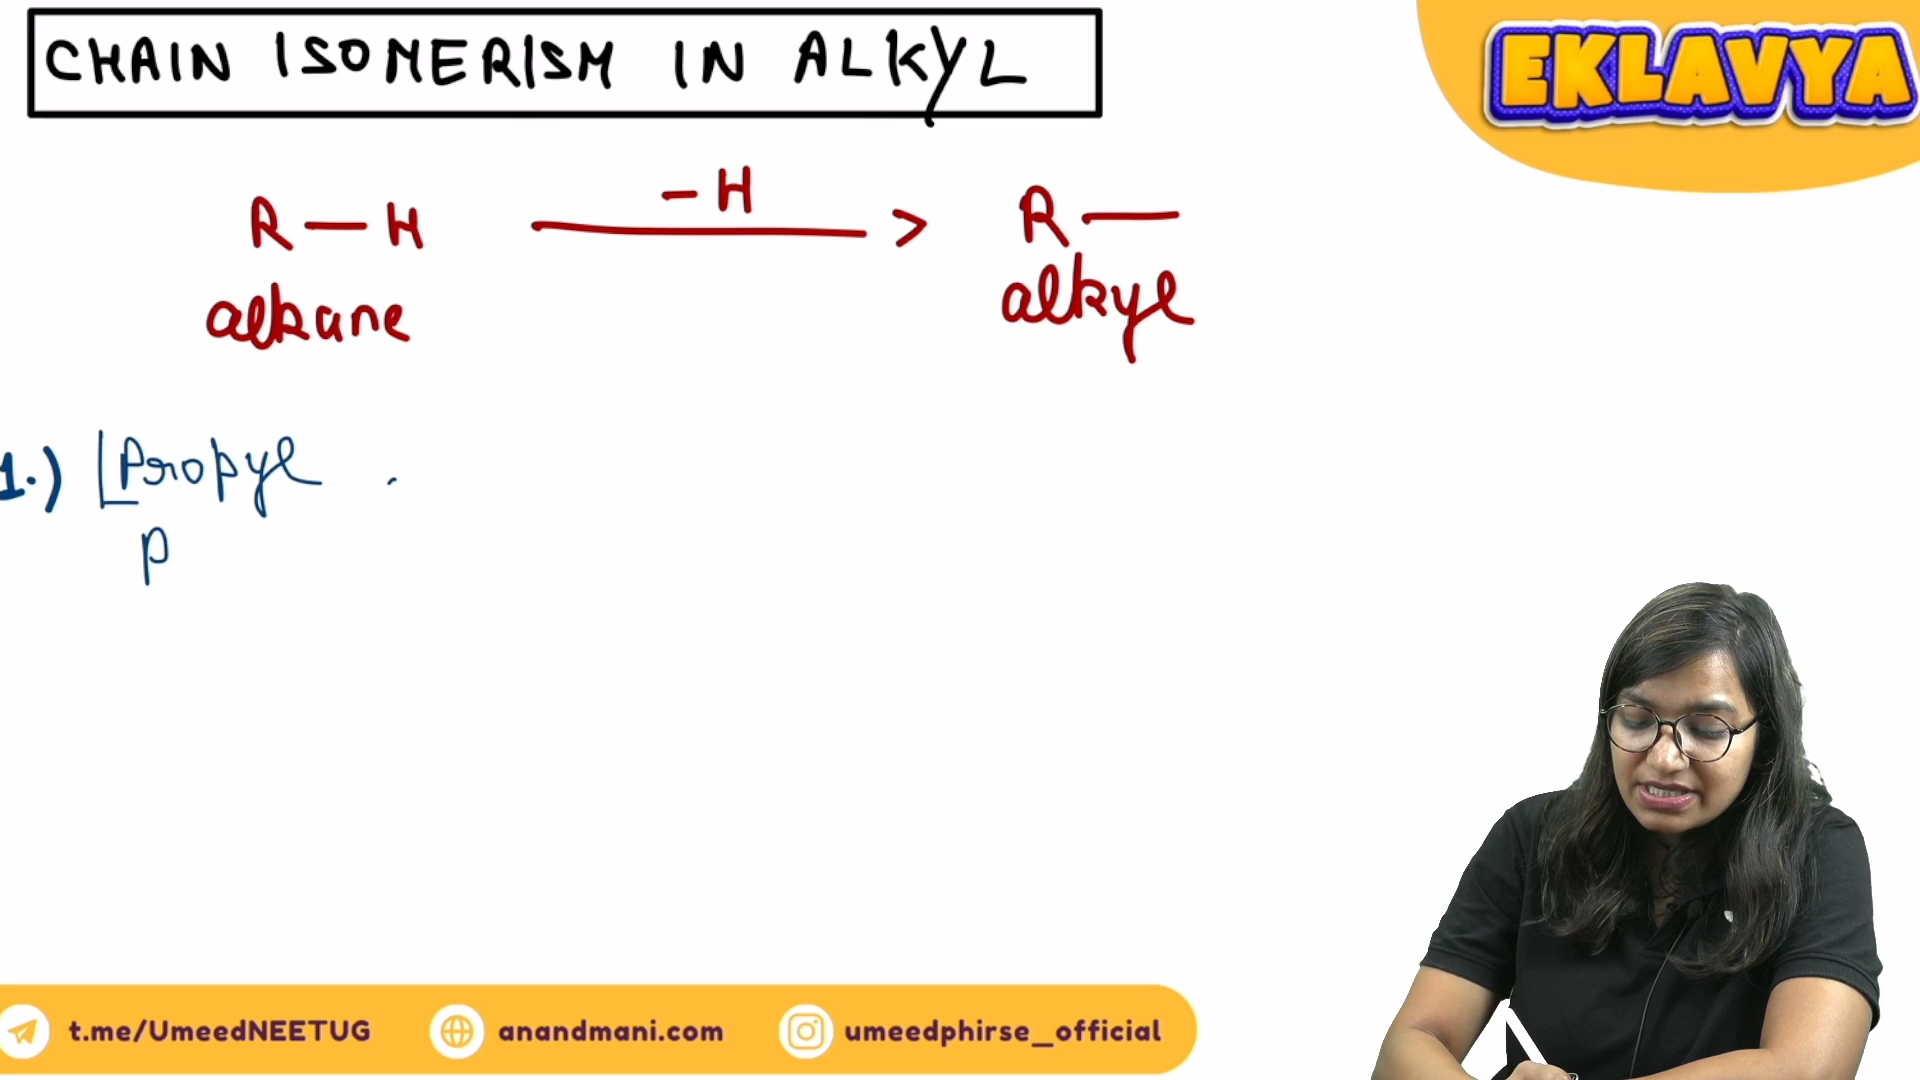 CHAIN ISOMERISM IN ALKYL
EKLAVYA
R — H — H > R —
alkane alkyl
1.) Propyl
p
t.me/UmeedNEETUG anandmani.com umeedphirse_official